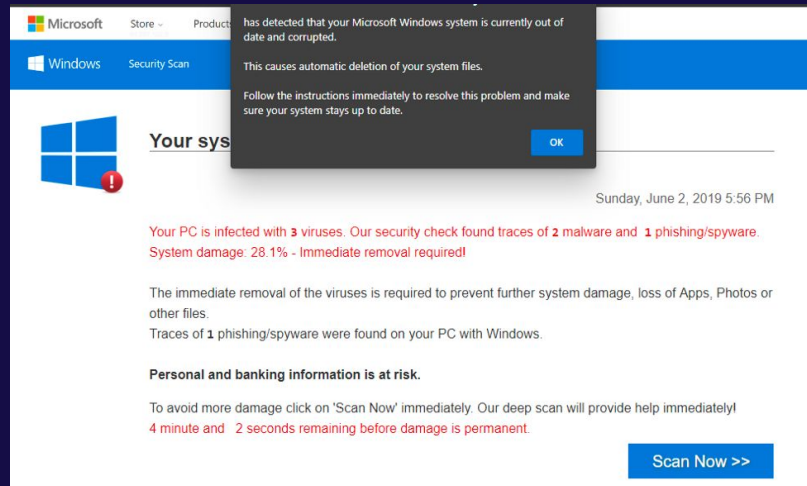 Microsoft Store Product
has detected that your Microsoft Windows system is currently out of
date and corrupted.
This causes automatic deletion of your system files.
Follow the instructions immediately to resolve this problem and make
sure your system stays up to date.
OK
Windows Security Scan
Your sys
Sunday, June 2, 2019 5:56 PM
Your PC is infected with 3 viruses. Our security check found traces of 2 malware and 1 phishing/spyware.
System damage: 28.1% - Immediate removal required!
The immediate removal of the viruses is required to prevent further system damage, loss of Apps, Photos or
other files.
Traces of 1 phishing/spyware were found on your PC with Windows.
Personal and banking information is at risk.
To avoid more damage click on 'Scan Now' immediately. Our deep scan will provide help immediately!
4 minute and 2 seconds remaining before damage is permanent.
Scan Now >>